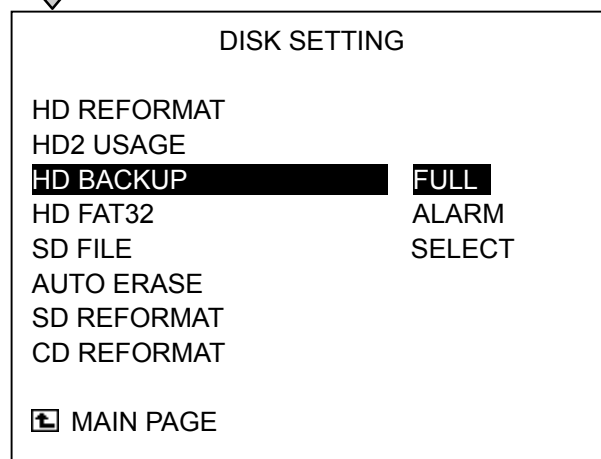 DISK SETTING
HD REFORMAT
HD2 USAGE
HD BACKUP FULL
HD FAT32 ALARM
SD FILE SELECT
AUTO ERASE
SD REFORMAT
CD REFORMAT
MAIN PAGE